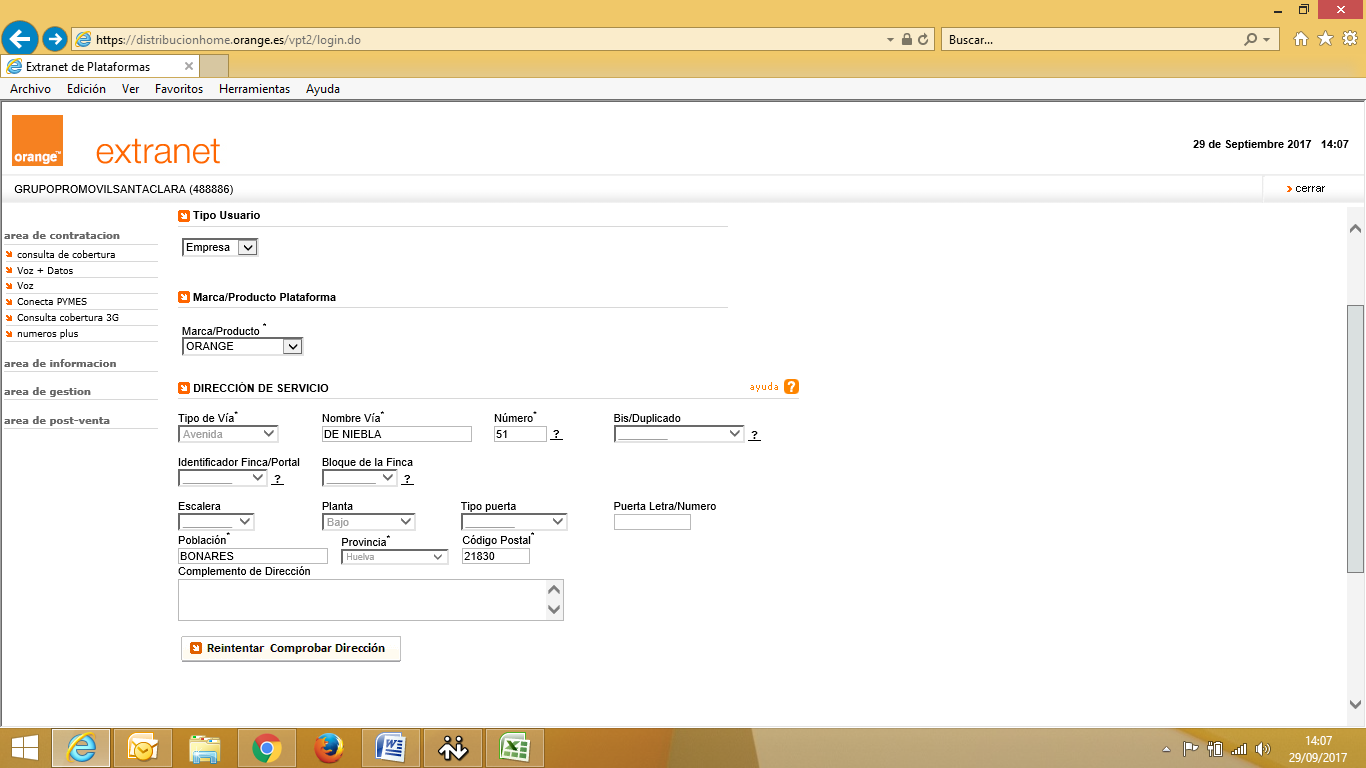 https://distribucionhome.orange.es/vpt2/login.do
Buscar...
Extranet de Plataformas
Archivo Edición Ver Favoritos Herramientas Ayuda
orange™
extranet
29 de Septiembre 2017 14:07
GRUPOPROMOVILSANTACLARA (488886)
cerrar
area de contratacion
consulta de cobertura
Voz + Datos
Voz
Conecta PYMES
Consulta cobertura 3G
numeros plus
area de informacion
area de gestion
area de post-venta
Tipo Usuario
Empresa
Marca/Producto Plataforma
Marca/Producto *
ORANGE
DIRECCIÓN DE SERVICIO
ayuda ?
Tipo de Vía* Nombre Vía* Número* Bis/Duplicado
Avenida DE NIEBLA 51 ? ?
Identificador Finca/Portal Bloque de la Finca
? ?
Escalera Planta Tipo puerta Puerta Letra/Numero
Bajo
Población* Provincia* Código Postal*
BONARES Huelva 21830
Complemento de Dirección
Reintentar Comprobar Dirección
14:07
29/09/2017